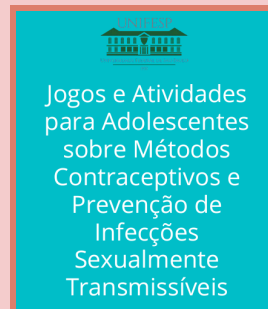 UNIFESP
Jogos e Atividades
para Adolescentes
sobre Métodos
Contraceptivos e
Prevenção de
Infecções
Sexualmente
Transmissíveis